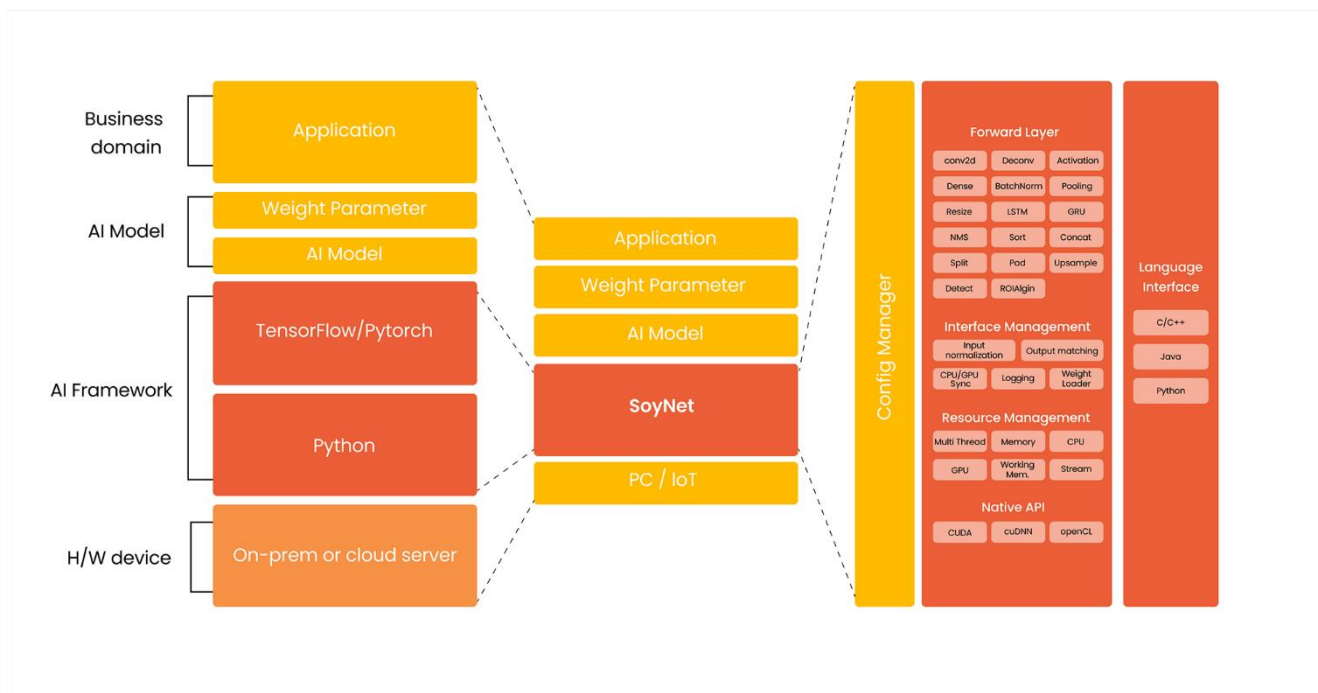 Business
domain
AI Model
AI Framework
H/W device
Application
Weight Parameter
AI Model
TensorFlow/Pytorch
Python
On-prem or cloud server
Application
Weight Parameter
AI Model
SoyNet
PC / IoT
Config Manager
Forward Layer
conv2d Deconv Activation
Dense BatchNorm Pooling
Resize LSTM GRU
NMS Sort Concat
Split Pad Upsample
Detect ROIAlgin
Interface Management
Input
normalization
Output matching
CPU/GPU
Sync
Logging
Weight
Loader
Resource Management
Multi Thread Memory CPU
GPU
Working
Mem.
Stream
Native API
CUDA cuDNN openCL
Language
Interface
C/C++
Java
Python